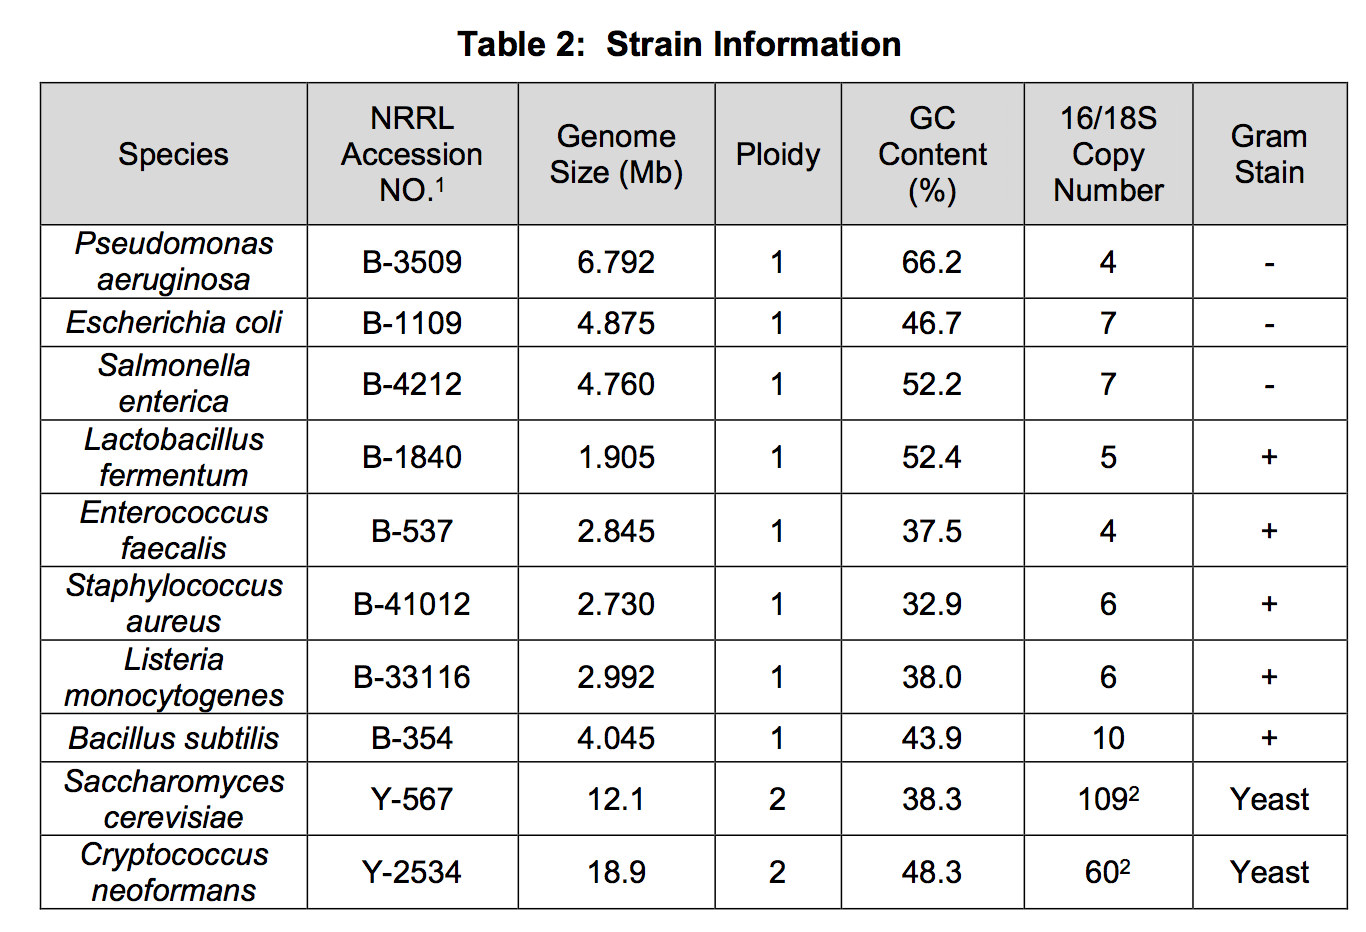 Table 2: Strain Information
Species
NRRL
Accession
NO.¹
Genome
Size (Mb)
Ploidy
GC
Content
(%)
16/18S
Copy
Number
Gram
Stain
Pseudomonas
aeruginosa
B-3509
6.792
1
66.2
4
-
Escherichia coli
B-1109
4.875
1
46.7
7
-
Salmonella
enterica
B-4212
4.760
1
52.2
7
-
Lactobacillus
fermentum
B-1840
1.905
1
52.4
5
+
Enterococcus
faecalis
B-537
2.845
1
37.5
4
+
Staphylococcus
aureus
B-41012
2.730
1
32.9
6
+
Listeria
monocytogenes
B-33116
2.992
1
38.0
6
+
Bacillus subtilis
B-354
4.045
1
43.9
10
+
Saccharomyces
cerevisiae
Y-567
12.1
2
38.3
109²
Yeast
Cryptococcus
neoformans
Y-2534
18.9
2
48.3
60²
Yeast